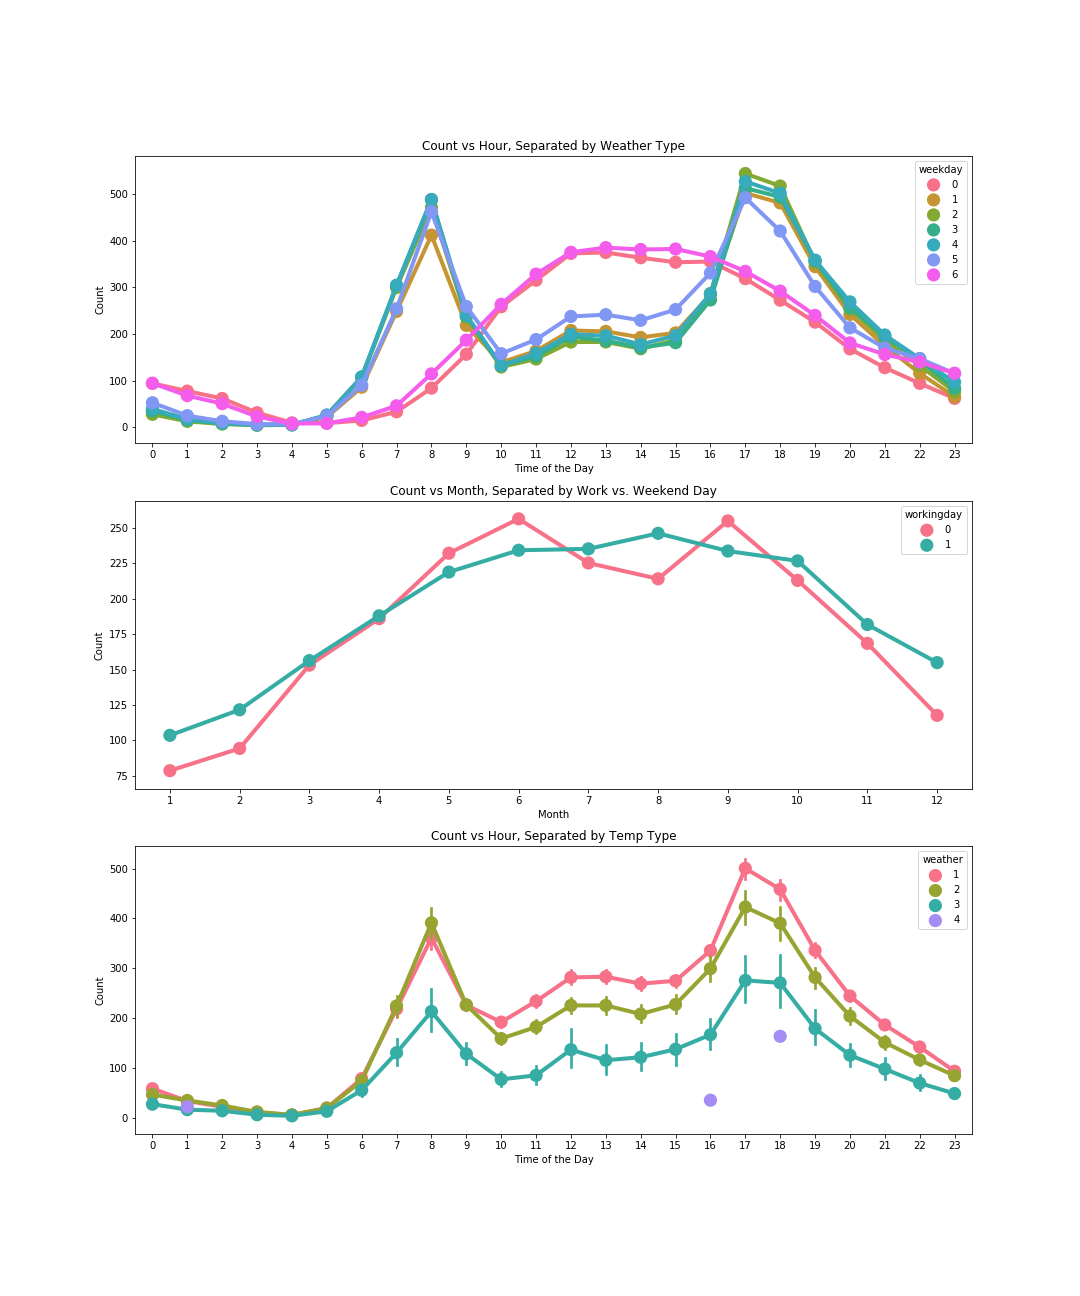 Count vs Hour, Separated by Weather Type
500
400
300
200
100
0
Count
weekday
0
1
2
3
4
5
6
0 1 2 3 4 5 6 7 8 9 10 11 12 13 14 15 16 17 18 19 20 21 22 23
Time of the Day
Count vs Month, Separated by Work vs. Weekend Day
250
225
200
175
150
125
100
75
Count
workingday
0
1
1 2 3 4 5 6 7 8 9 10 11 12
Month
Count vs Hour, Separated by Temp Type
500
400
300
200
100
0
Count
weather
1
2
3
4
0 1 2 3 4 5 6 7 8 9 10 11 12 13 14 15 16 17 18 19 20 21 22 23
Time of the Day